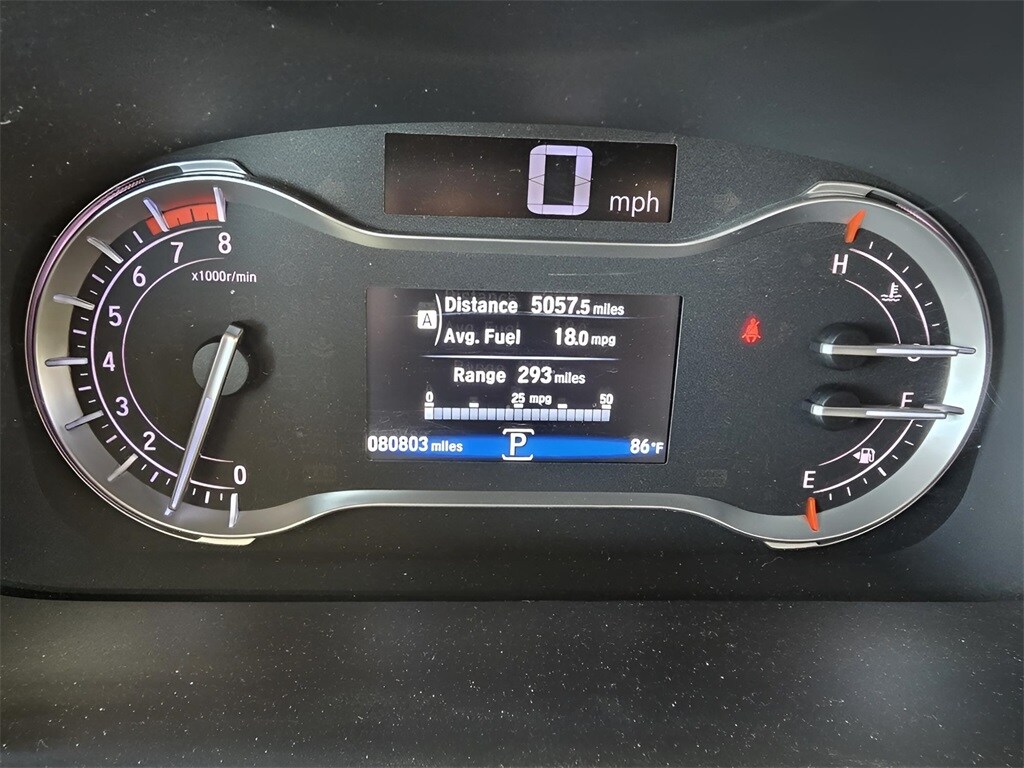 0 mph
8
7
6
5
4
3
2
0
x1000r/min
A
Distance 5057.5 miles
Avg. Fuel 18.0 mpg
Range 293 miles
0 25 mpg 50
080803 miles P 86°F
H
C
F
E